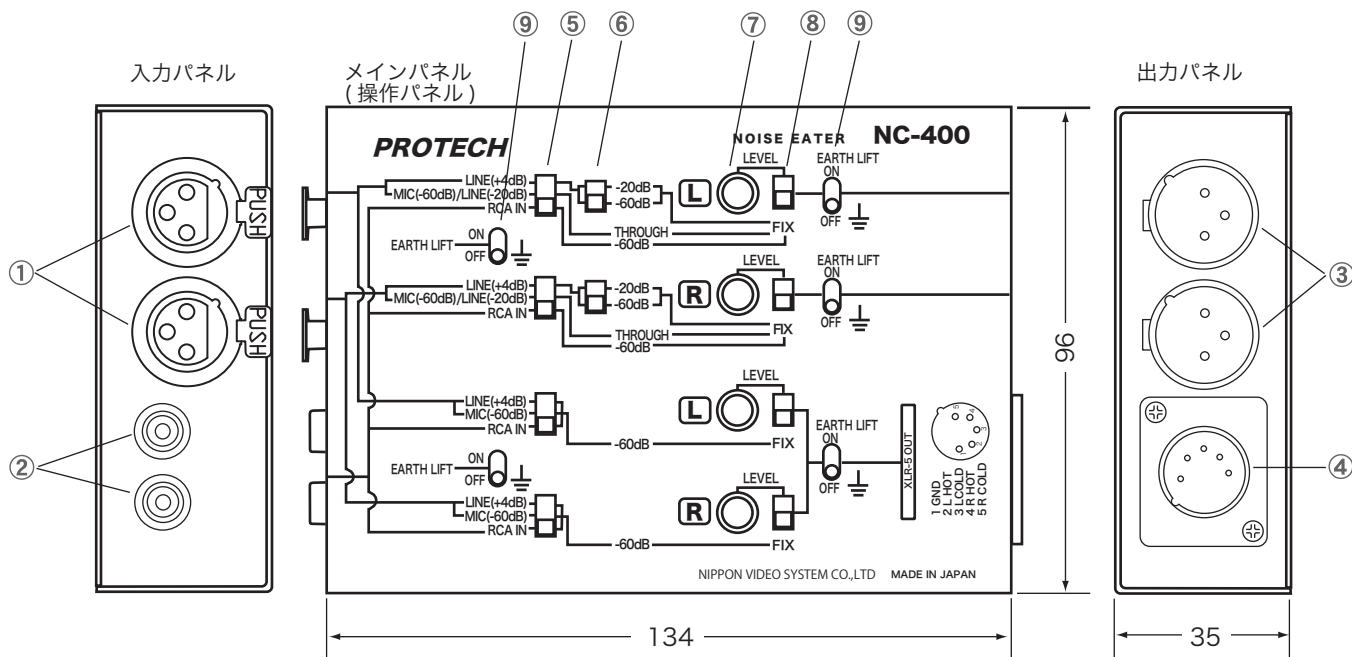 ⑨ ⑤ ⑥ ⑦ ⑧ ⑨
入力パネル
メインパネル
(操作パネル)
出力パネル
①
PUSH
PUSH
②
PROTECH
NOISE EATER NC-400
LINE(+4dB)
MIC(-60dB)/LINE(-20dB)
RCA IN
-20dB
-60dB
L
LEVEL
EARTH LIFT
ON
OFF
FIX
THROUGH
-60dB
EARTH LIFT
ON
OFF
LINE(+4dB)
MIC(-60dB)/LINE(-20dB)
RCA IN
-20dB
-60dB
R
LEVEL
EARTH LIFT
ON
OFF
FIX
THROUGH
-60dB
LINE(+4dB)
MIC(-60dB)
RCA IN
-60dB
L
LEVEL
FIX
EARTH LIFT
ON
OFF
EARTH LIFT
ON
OFF
LINE(+4dB)
MIC(-60dB)
RCA IN
-60dB
R
LEVEL
FIX
XLR-5 OUT
5
4
3
2
1
1 GND
2 L HOT
3 LCOLD
4 R HOT
5 R COLD
NIPPON VIDEO SYSTEM CO.,LTD MADE IN JAPAN
96
③
④
134
35